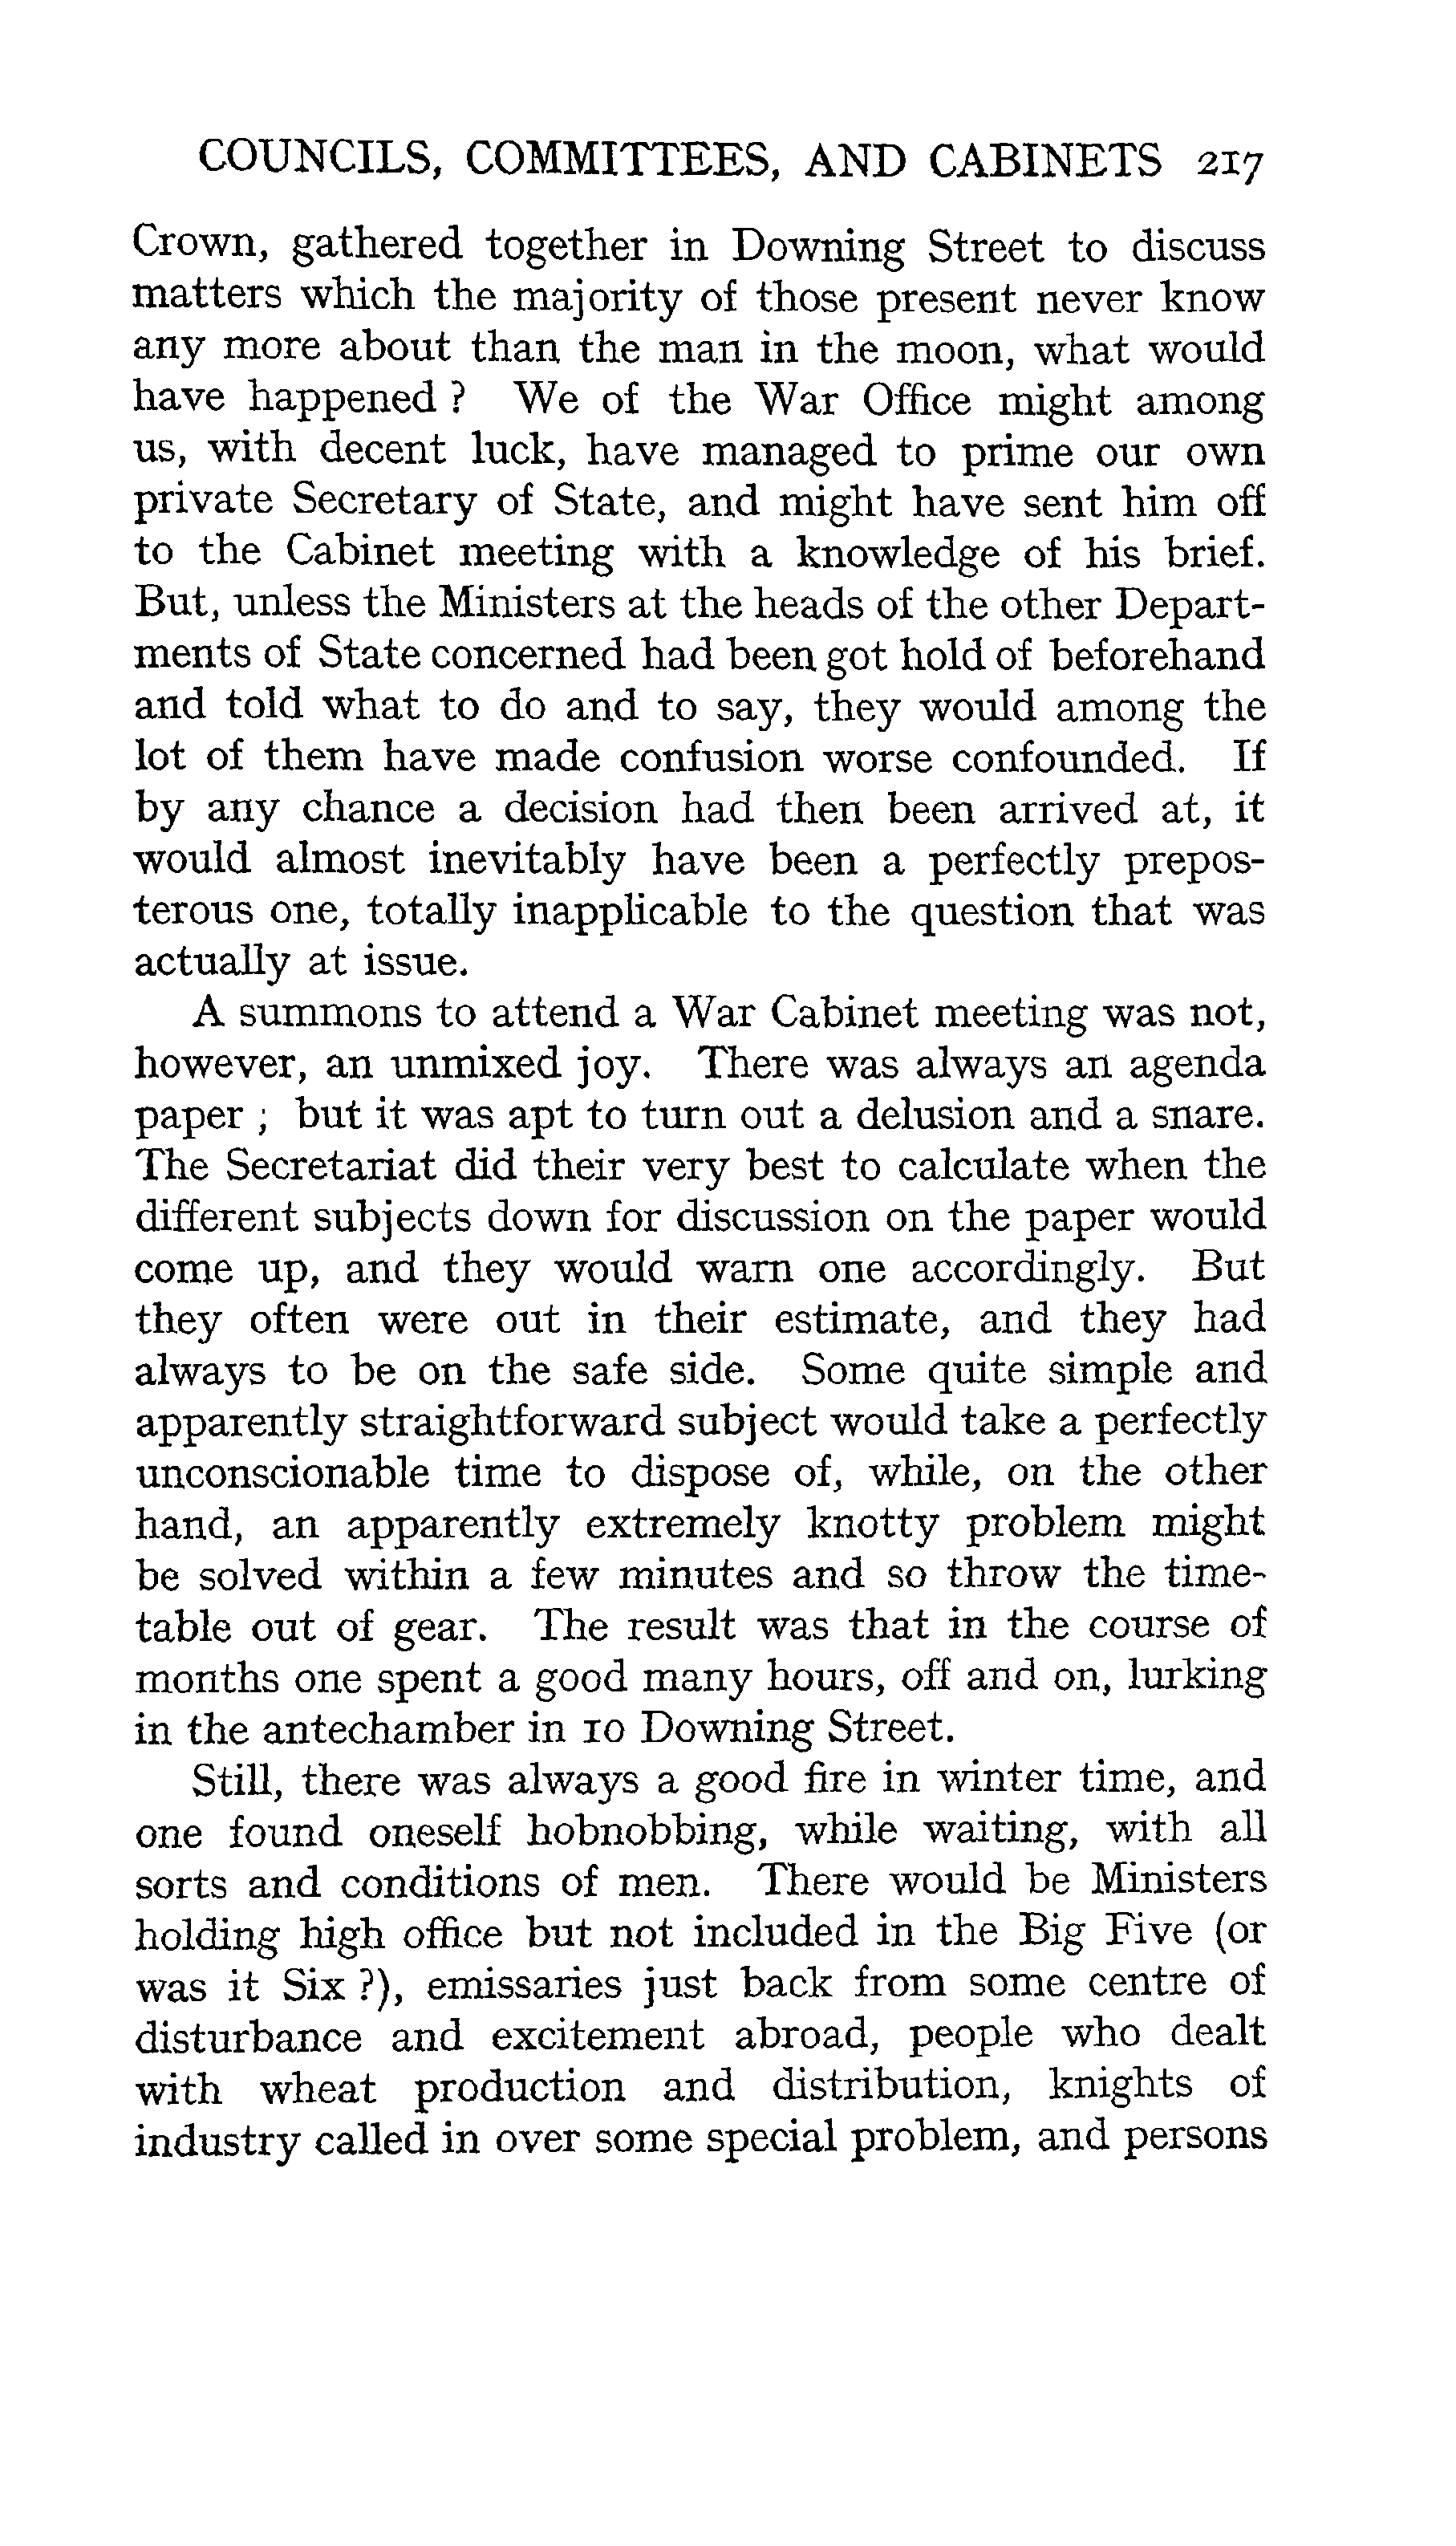 COUNCILS, COMMITTEES, AND CABINETS 217
Crown, gathered together in Downing Street to discuss
matters which the majority of those present never know
any more about than the man in the moon, what would
have happened ? We of the War Office might among
us, with decent luck, have managed to prime our own
private Secretary of State, and might have sent him off
to the Cabinet meeting with a knowledge of his brief.
But, unless the Ministers at the heads of the other Depart-
ments of State concerned had been got hold of beforehand
and told what to do and to say, they would among the
lot of them have made confusion worse confounded. If
by any chance a decision had then been arrived at, it
would almost inevitably have been a perfectly prepos-
terous one, totally inapplicable to the question that was
actually at issue.
A summons to attend a War Cabinet meeting was not,
however, an unmixed joy. There was always an agenda
paper ; but it was apt to turn out a delusion and a snare.
The Secretariat did their very best to calculate when the
different subjects down for discussion on the paper would
come up, and they would warn one accordingly. But
they often were out in their estimate, and they had
always to be on the safe side. Some quite simple and
apparently straightforward subject would take a perfectly
unconscionable time to dispose of, while, on the other
hand, an apparently extremely knotty problem might
be solved within a few minutes and so throw the time-
table out of gear. The result was that in the course of
months one spent a good many hours, off and on, lurking
in the antechamber in 10 Downing Street.
Still, there was always a good fire in winter time, and
one found oneself hobnobbing, while waiting, with all
sorts and conditions of men. There would be Ministers
holding high office but not included in the Big Five (or
was it Six ?), emissaries just back from some centre of
disturbance and excitement abroad, people who dealt
with wheat production and distribution, knights of
industry called in over some special problem, and persons